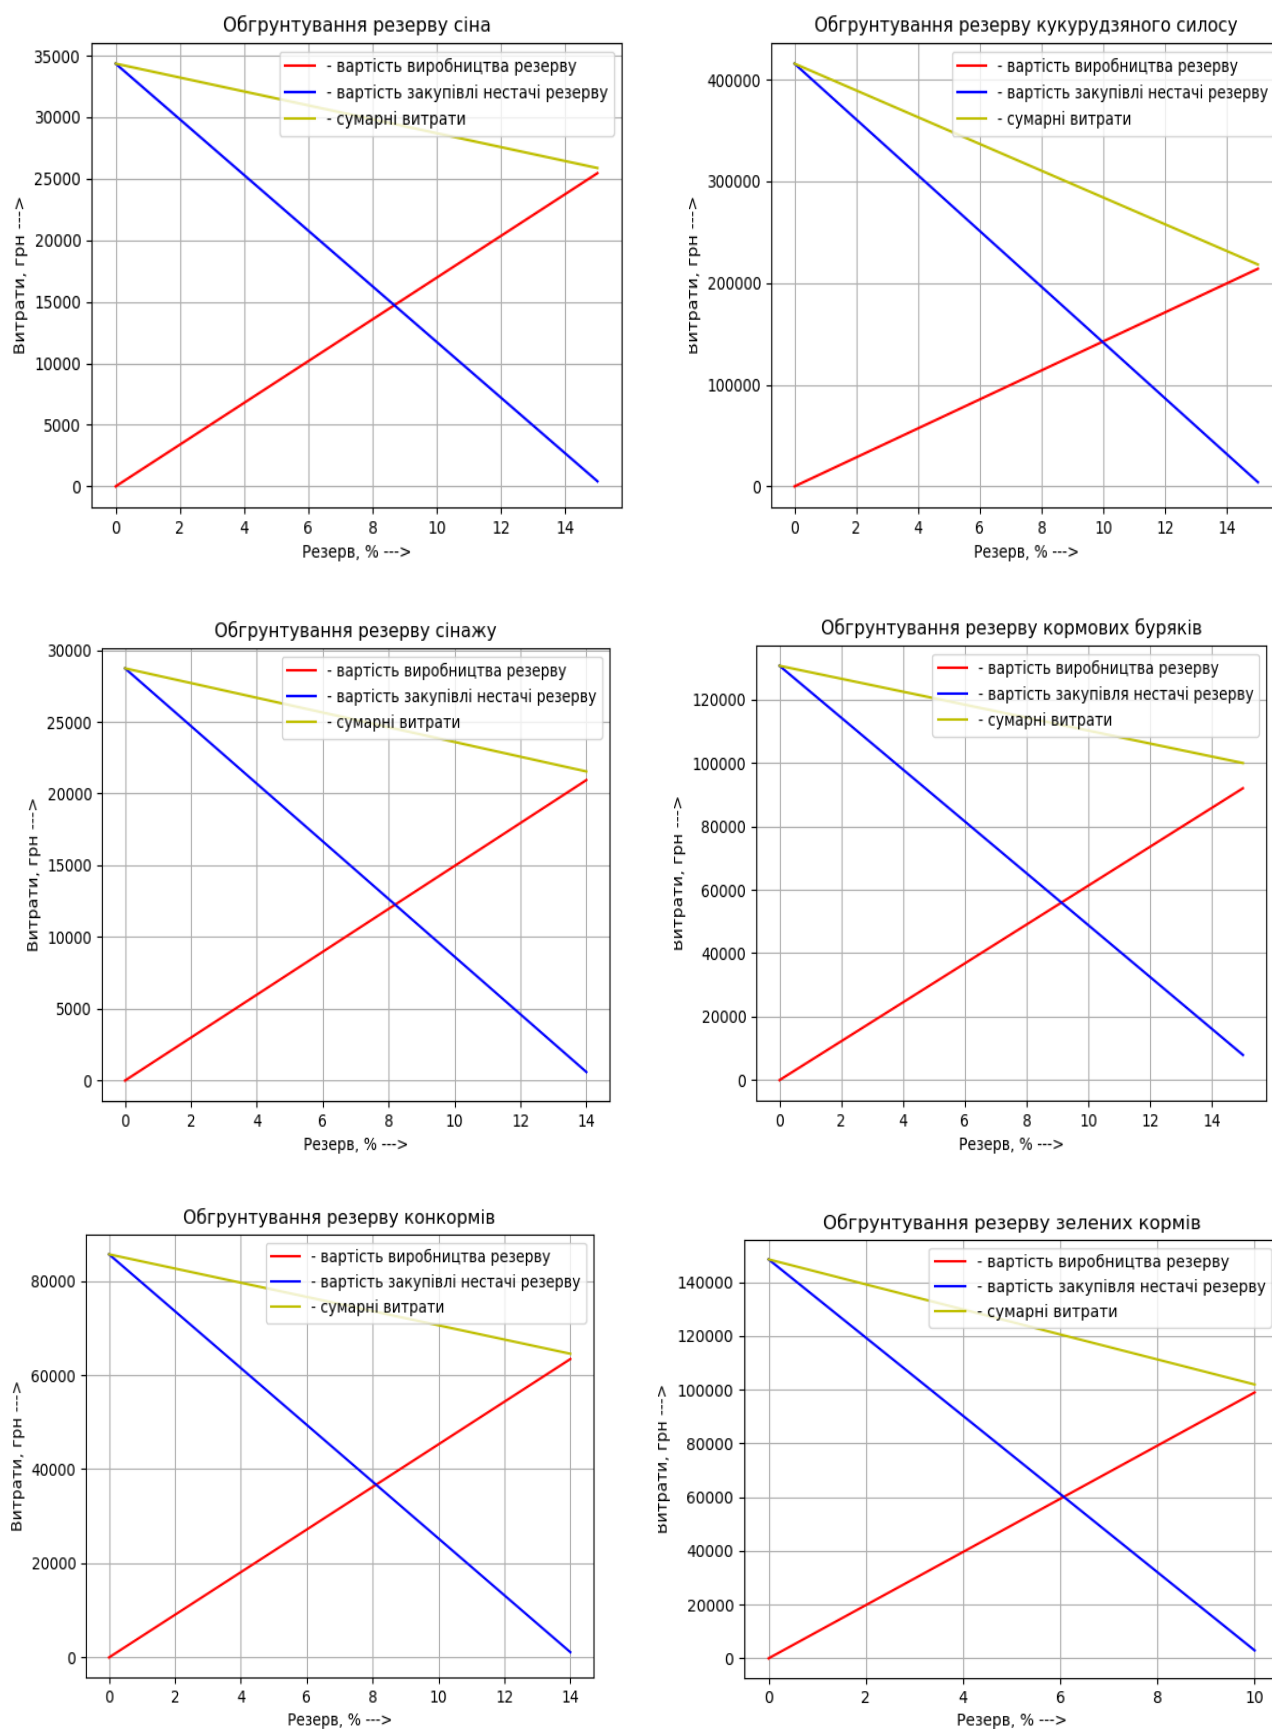 Обгрунтування резерву сіна
35000
30000
25000
20000
15000
10000
5000
0
Витрати, грн --->
- вартість виробництва резерву
- вартість закупівлі нестачі резерву
- сумарні витрати
0 2 4 6 8 10 12 14
Резерв, % --->
Обгрунтування резерву кукурудзяного силосу
400000
300000
200000
100000
0
Витрати, грн --->
- вартість виробництва резерву
- вартість закупівлі нестачі резерву
- сумарні витрати
0 2 4 6 8 10 12 14
Резерв, % --->
Обгрунтування резерву сінажу
30000
25000
20000
15000
10000
5000
0
Витрати, грн --->
- вартість виробництва резерву
- вартість закупівлі нестачі резерву
- сумарні витрати
0 2 4 6 8 10 12 14
Резерв, % --->
Обгрунтування резерву кормових буряків
120000
100000
80000
60000
40000
20000
0
Витрати, грн --->
- вартість виробництва резерву
- вартість закупівля нестачі резерву
- сумарні витрати
0 2 4 6 8 10 12 14
Резерв, % --->
Обгрунтування резерву конкормів
80000
60000
40000
20000
0
Витрати, грн --->
- вартість виробництва резерву
- вартість закупівлі нестачі резерву
- сумарні витрати
0 2 4 6 8 10 12 14
Резерв, % --->
Обгрунтування резерву зелених кормів
140000
120000
100000
80000
60000
40000
20000
0
Витрати, грн --->
- вартість виробництва резерву
- вартість закупівля нестачі резерву
- сумарні витрати
0 2 4 6 8 10
Резерв, % --->